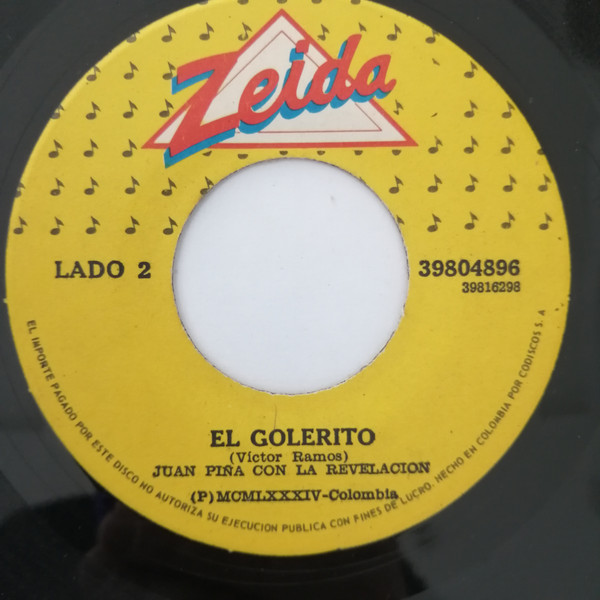 Zeida
LADO 2
39804896
39816298
EL GOLERITO
(Victor Ramos)
JUAN PIÑA CON LA REVELACION
(P) MCMLXXXIV-Colombia
EL IMPORTE PAGADO POR ESTE DISCO NO AUTORIZA SU EJECUCION PUBLICA CON FINES DE LUCRO. HECHO EN COLOMBIA POR CODISCOS S.A